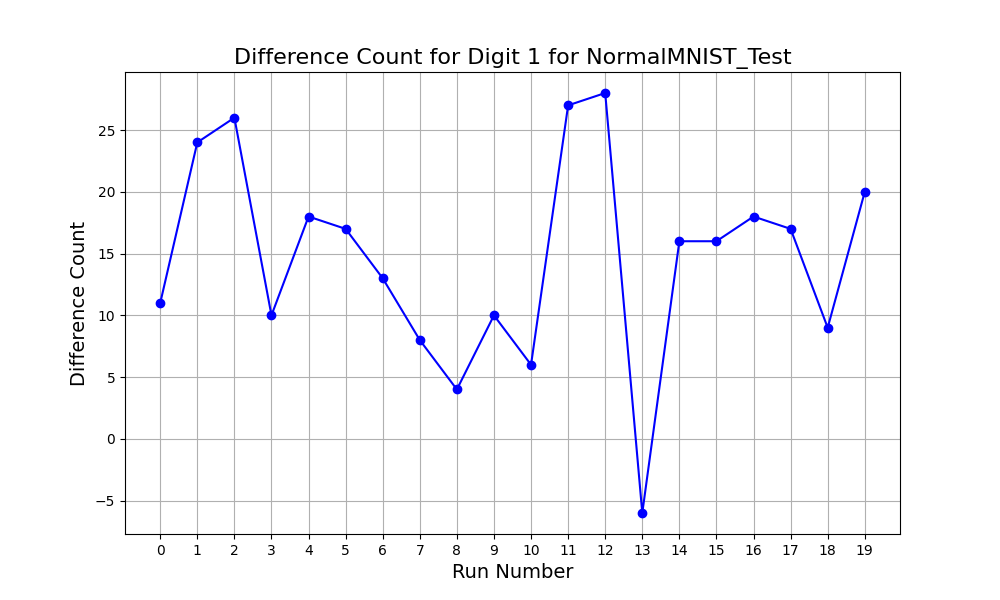 Difference Count for Digit 1 for NormalMNIST_Test
Difference Count
25
20
15
10
5
0
−5
0 1 2 3 4 5 6 7 8 9 10 11 12 13 14 15 16 17 18 19
Run Number